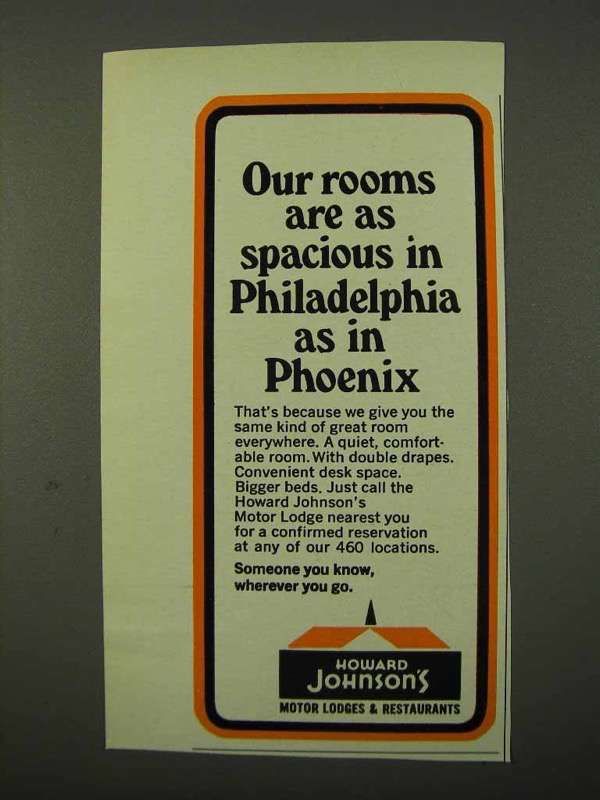 Our rooms
are as
spacious in
Philadelphia
as in
Phoenix
That's because we give you the
same kind of great room
everywhere. A quiet, comfort-
able room. With double drapes.
Convenient desk space.
Bigger beds. Just call the
Howard Johnson's
Motor Lodge nearest you
for a confirmed reservation
at any of our 460 locations.
Someone you know,
wherever you go.
HOWARD
JOHNSON'S
MOTOR LODGES & RESTAURANTS